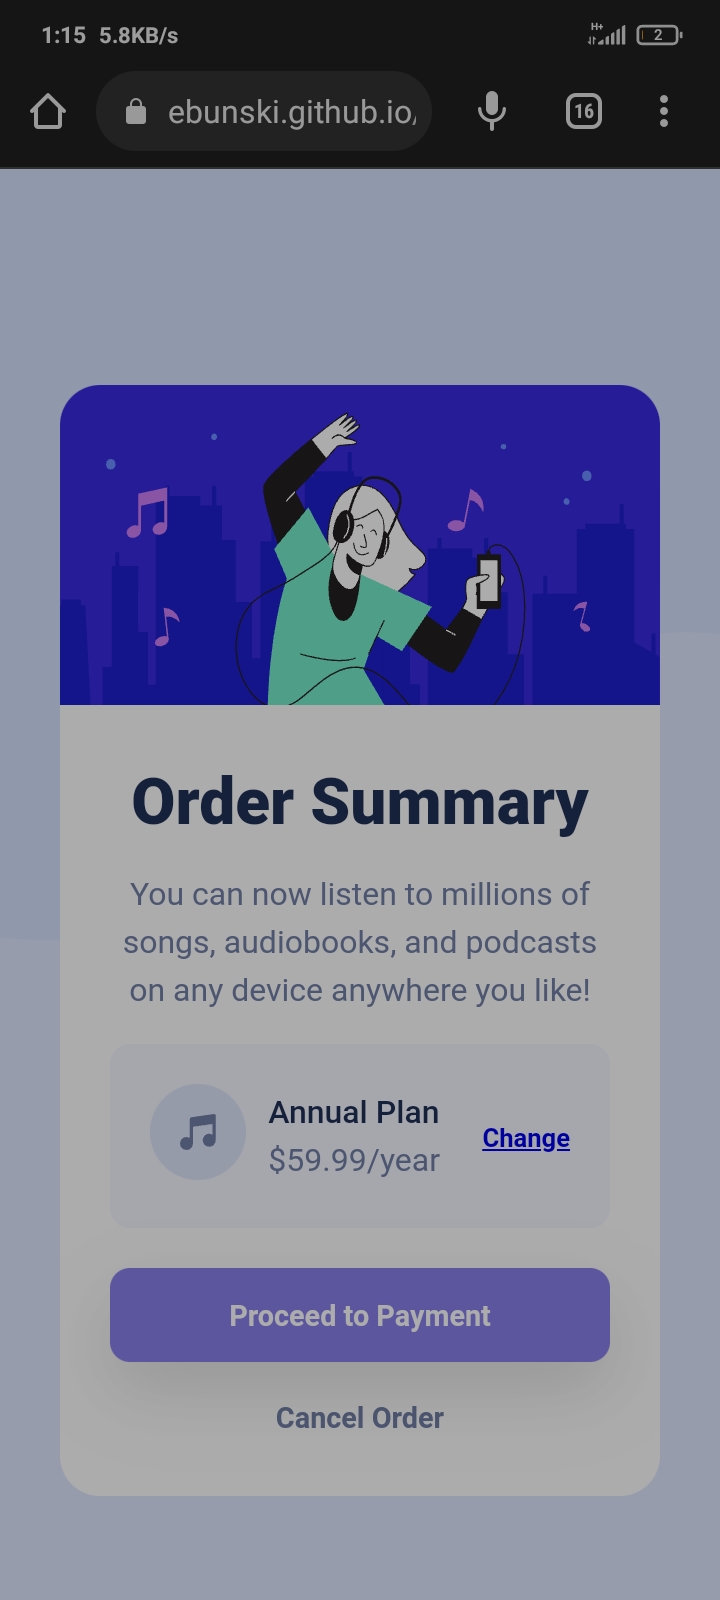 1:15 5.8KB/s H+ 2
ebunski.github.io/ 16
Order Summary
You can now listen to millions of
songs, audiobooks, and podcasts
on any device anywhere you like!
Annual Plan
$59.99/year
Change
Proceed to Payment
Cancel Order